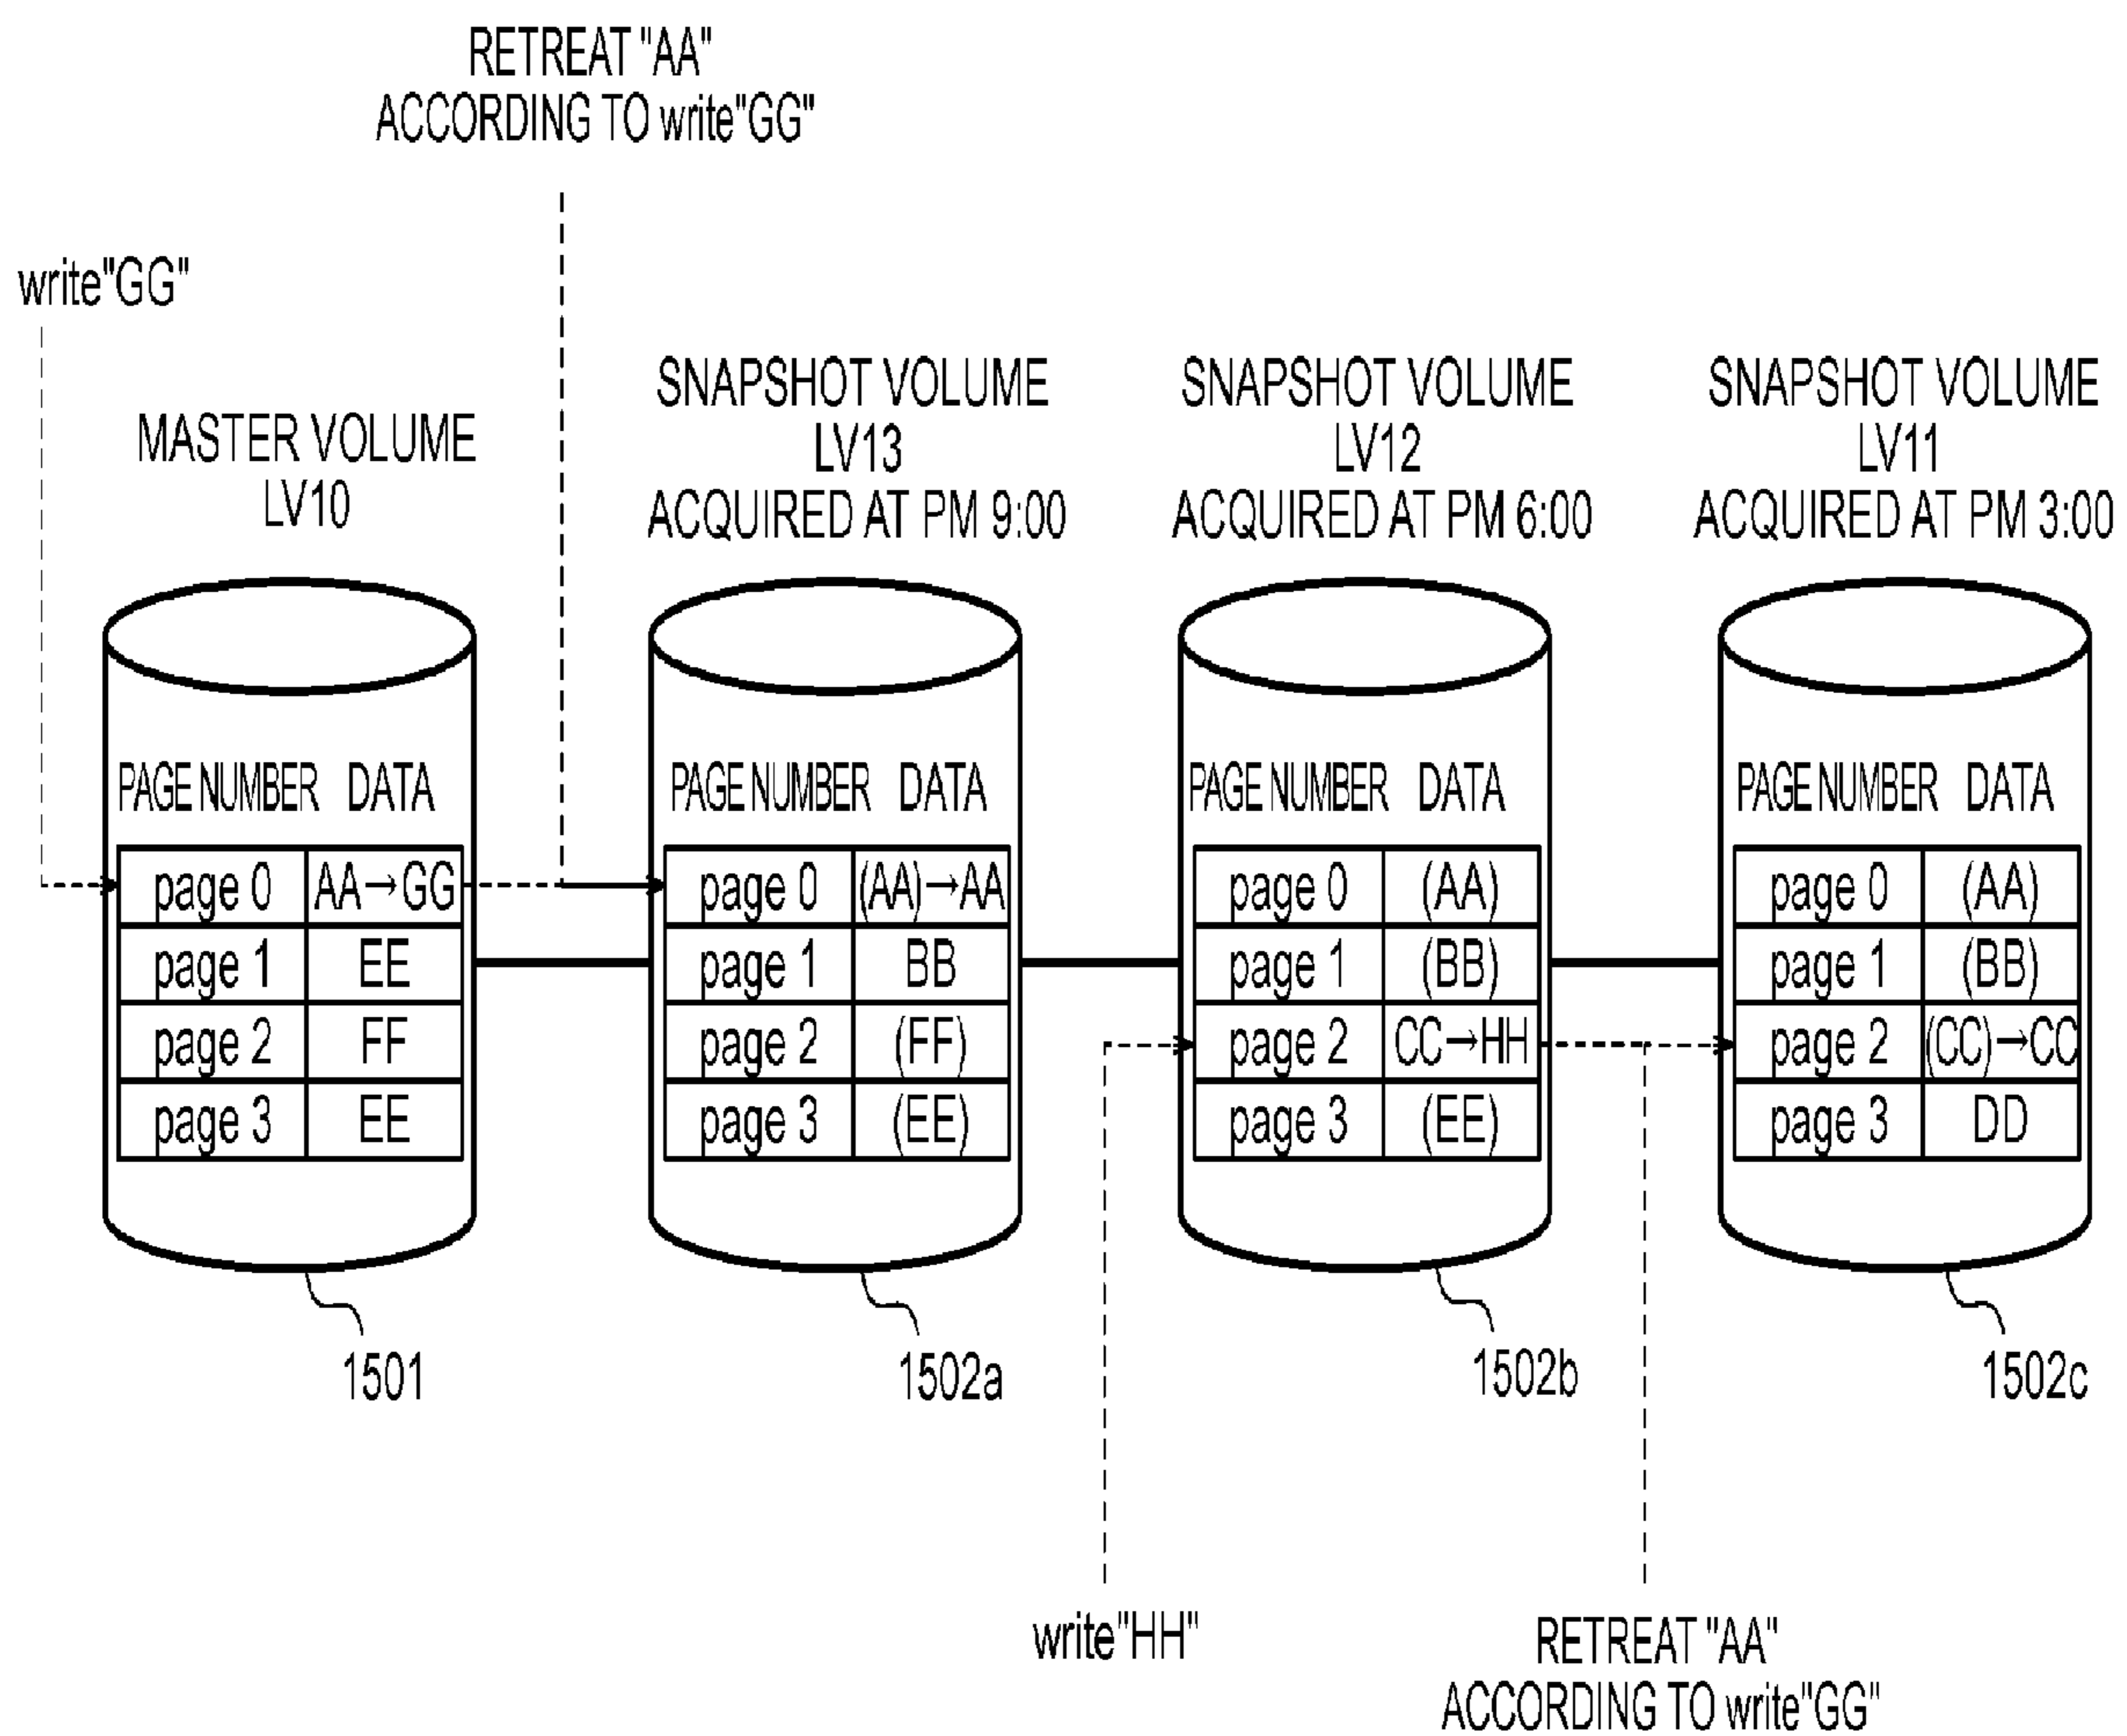 RETREAT "AA"
ACCORDING TO write"GG"
write"GG"
MASTER VOLUME
LV10
SNAPSHOT VOLUME
LV13
ACQUIRED AT PM 9:00
SNAPSHOT VOLUME
LV12
ACQUIRED AT PM 6:00
SNAPSHOT VOLUME
LV11
ACQUIRED AT PM 3:00
PAGE NUMBER DATA
page 0 AA→GG
page 1 EE
page 2 FF
page 3 EE
1501
PAGE NUMBER DATA
page 0 (AA)→AA
page 1 BB
page 2 (FF)
page 3 (EE)
1502a
PAGE NUMBER DATA
page 0 (AA)
page 1 (BB)
page 2 CC→HH
page 3 (EE)
1502b
PAGE NUMBER DATA
page 0 (AA)
page 1 (BB)
page 2 (CC)→CC
page 3 DD
1502c
write"HH"
RETREAT "AA"
ACCORDING TO write"GG"